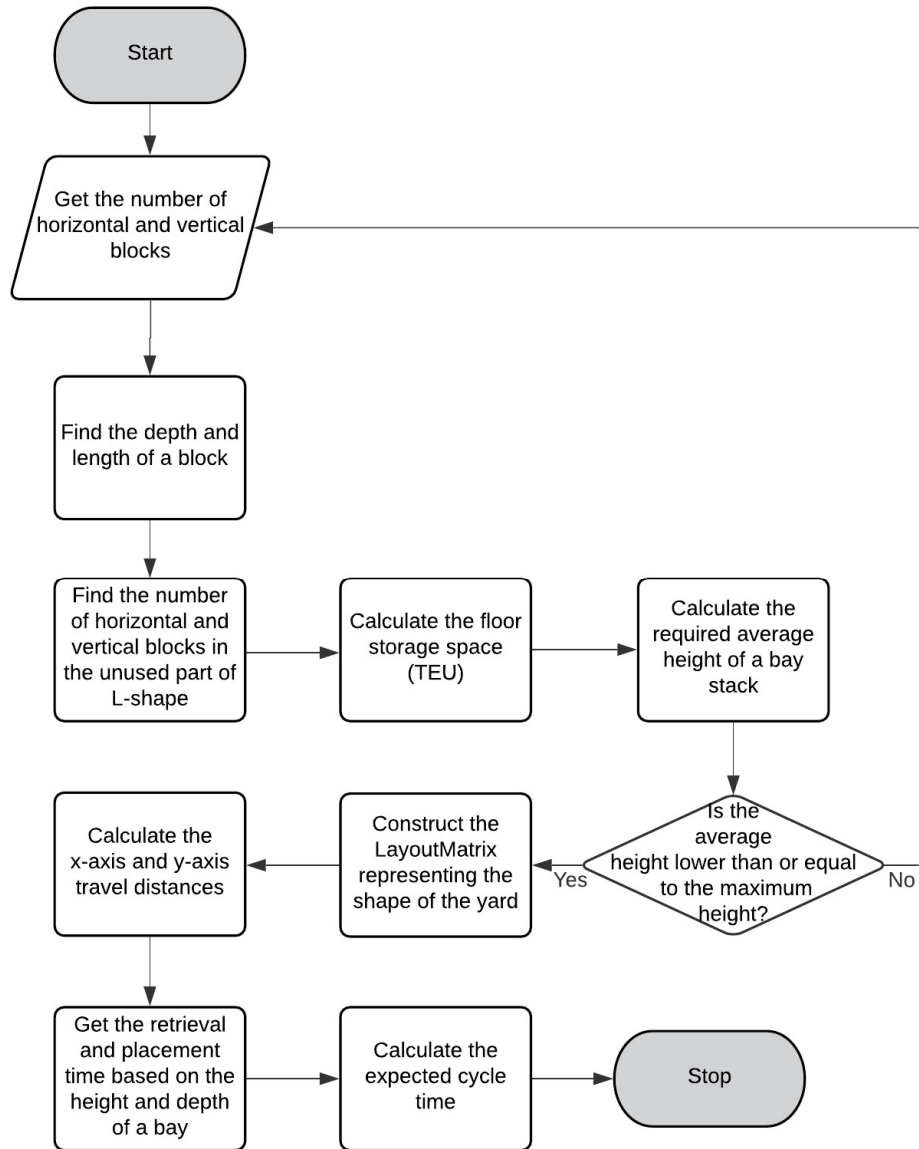 Start
Get the number of
horizontal and vertical
blocks
Find the depth and
length of a block
Find the number
of horizontal and
vertical blocks in
the unused part of
L-shape
Calculate the floor
storage space
(TEU)
Calculate the
required average
height of a bay
stack
Is the
average
height lower than or equal
to the maximum
height?
Yes
No
Construct the
LayoutMatrix
representing the
shape of the yard
Calculate the
x-axis and y-axis
travel distances
Get the retrieval
and placement
time based on the
height and depth
of a bay
Calculate the
expected cycle
time
Stop